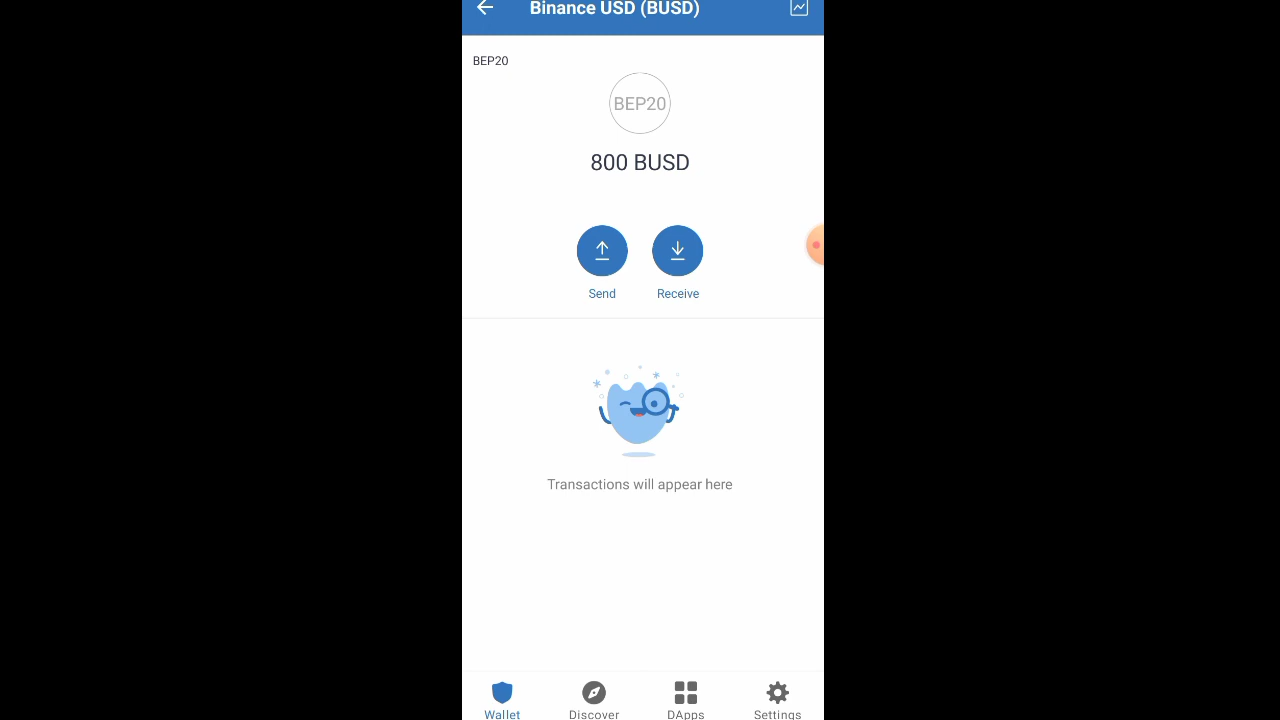 Binance USD (BUSD)
BEP20
BEP20
800 BUSD
Send Receive
Transactions will appear here
Wallet Discover DApps Settings